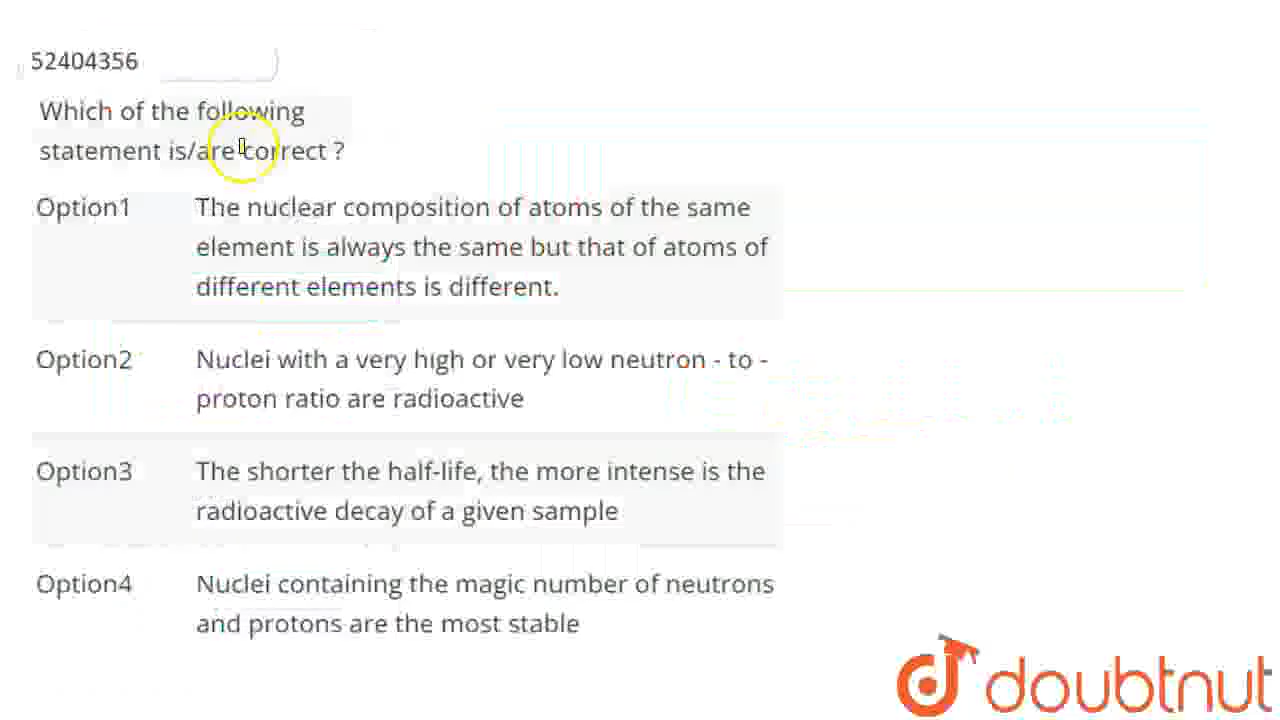 52404356
Which of the following
statement is/are correct ?
Option1 The nuclear composition of atoms of the same
element is always the same but that of atoms of
different elements is different.
Option2 Nuclei with a very high or very low neutron - to -
proton ratio are radioactive
Option3 The shorter the half-life, the more intense is the
radioactive decay of a given sample
Option4 Nuclei containing the magic number of neutrons
and protons are the most stable
doubtnut